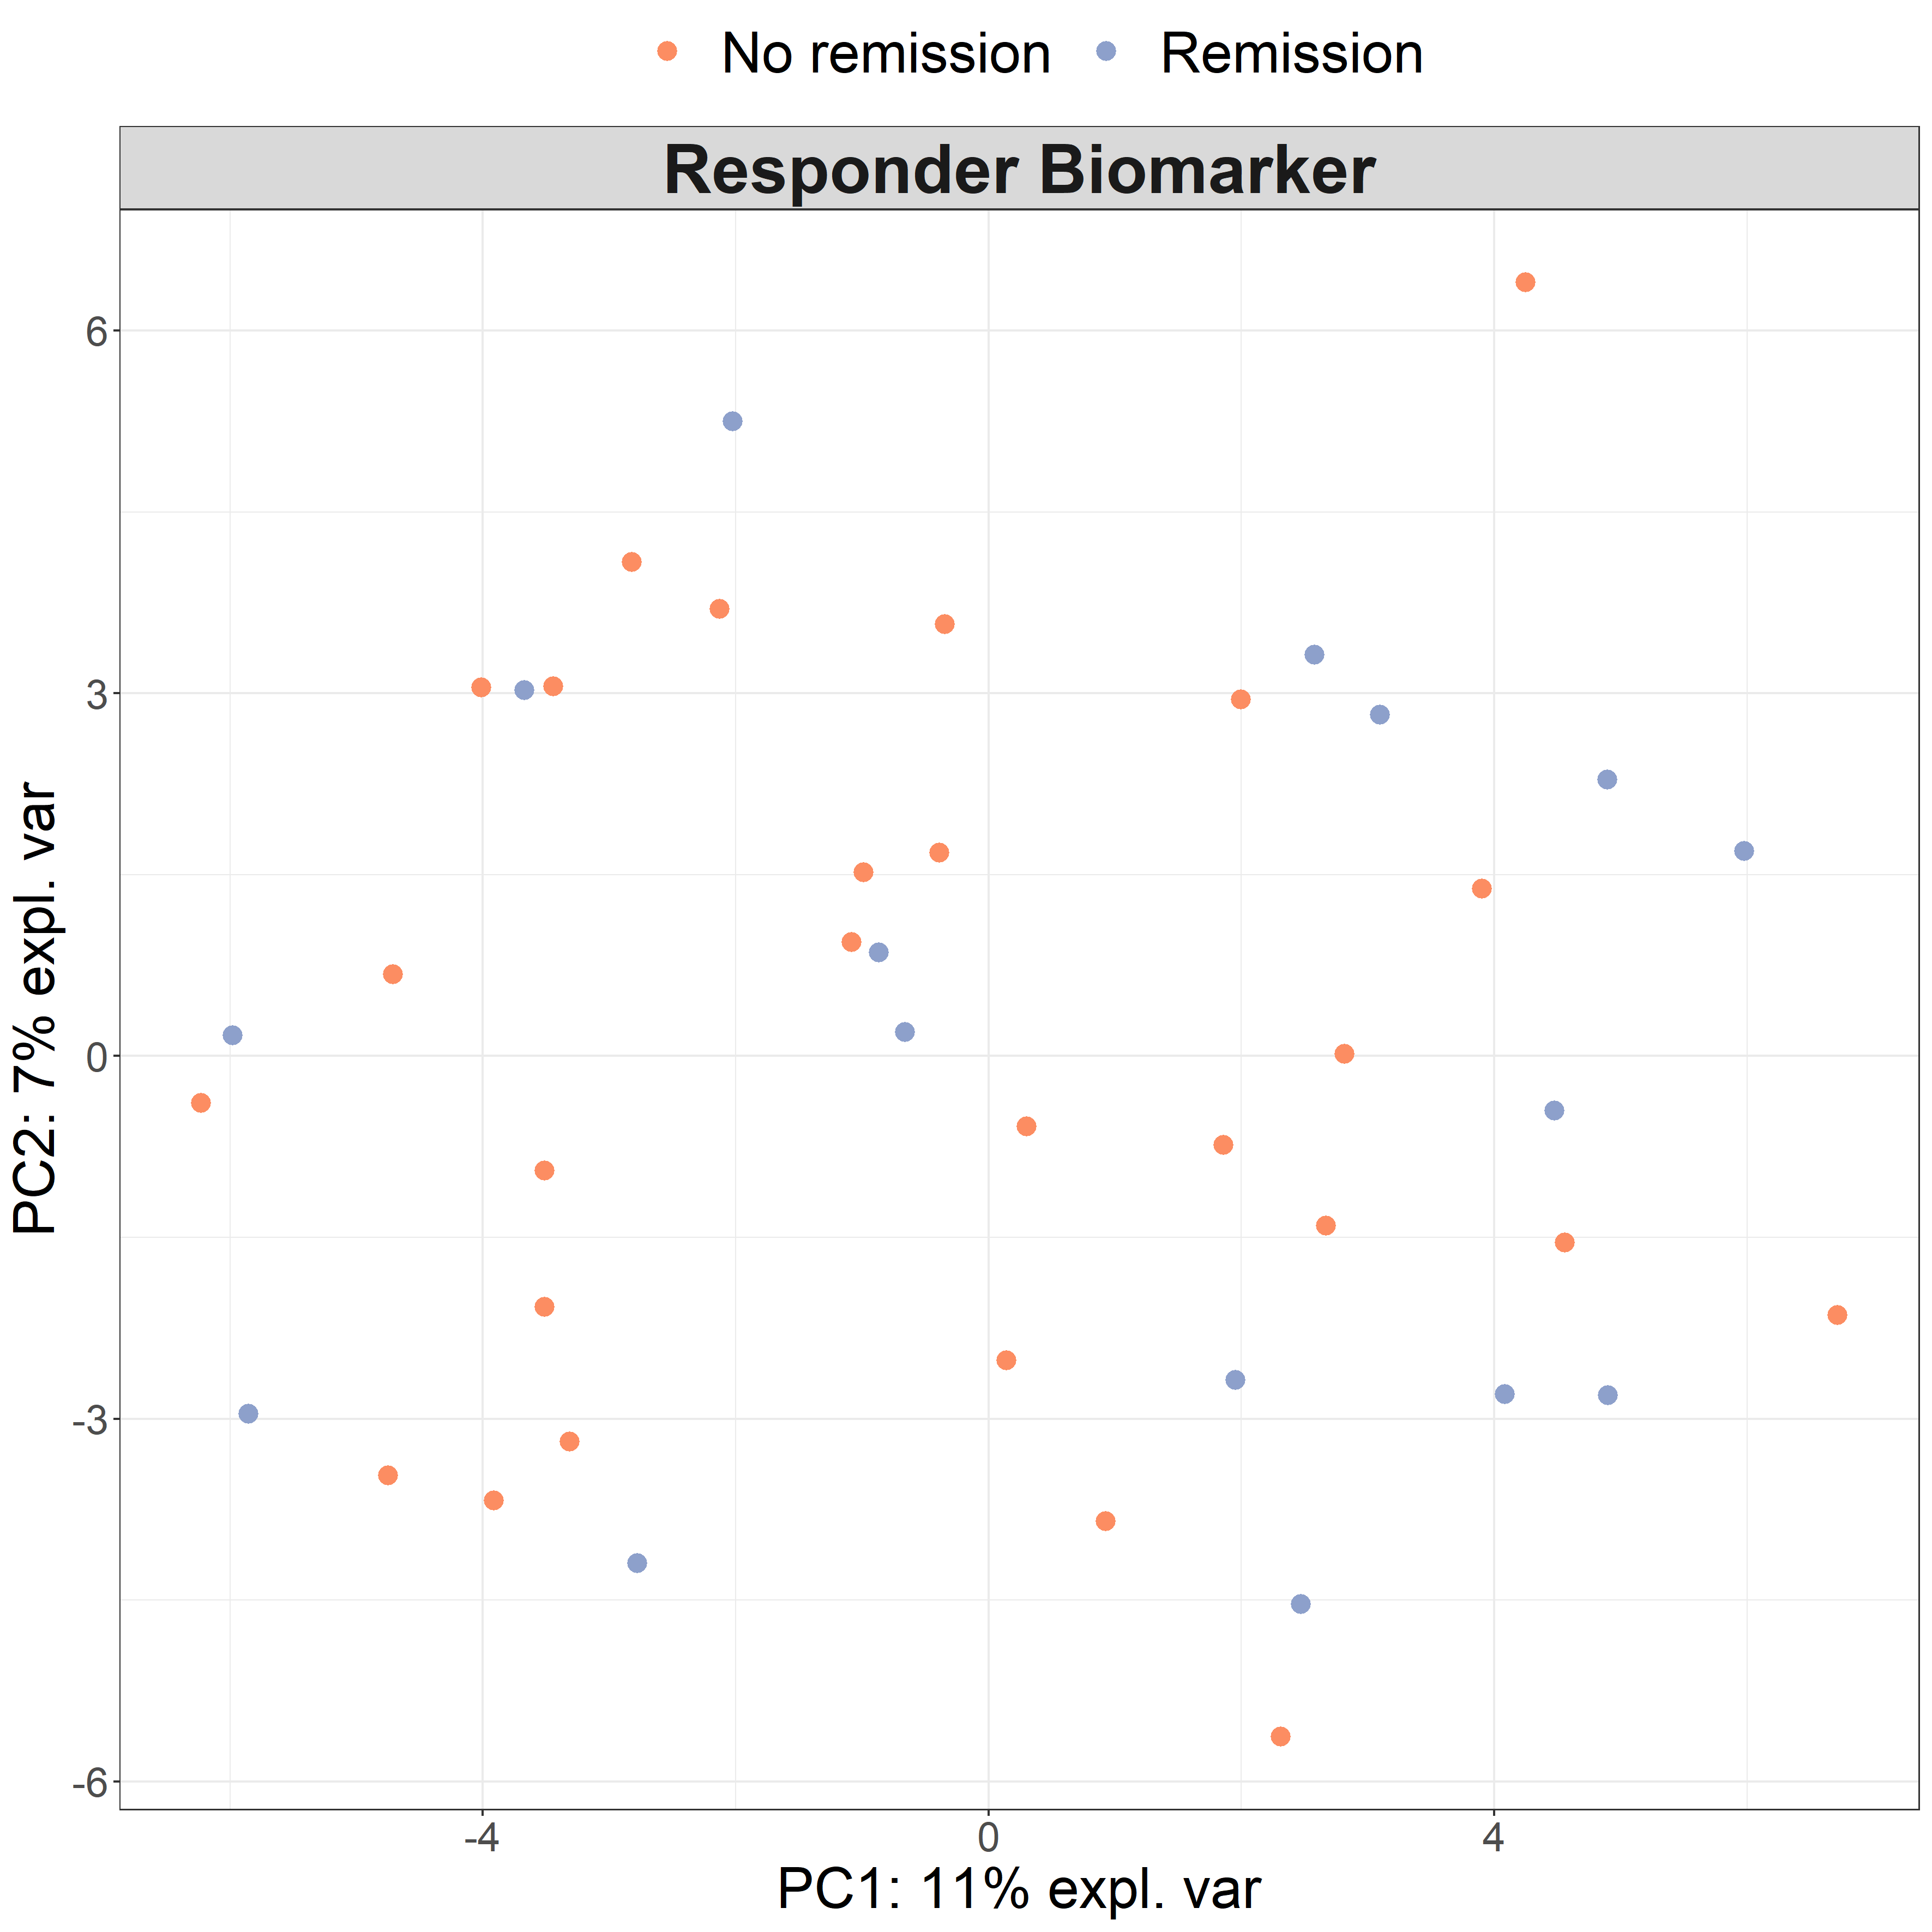 No remission Remission
Responder Biomarker
6
3
0
-3
-6
PC2: 7% expl. var
-4 0 4
PC1: 11% expl. var